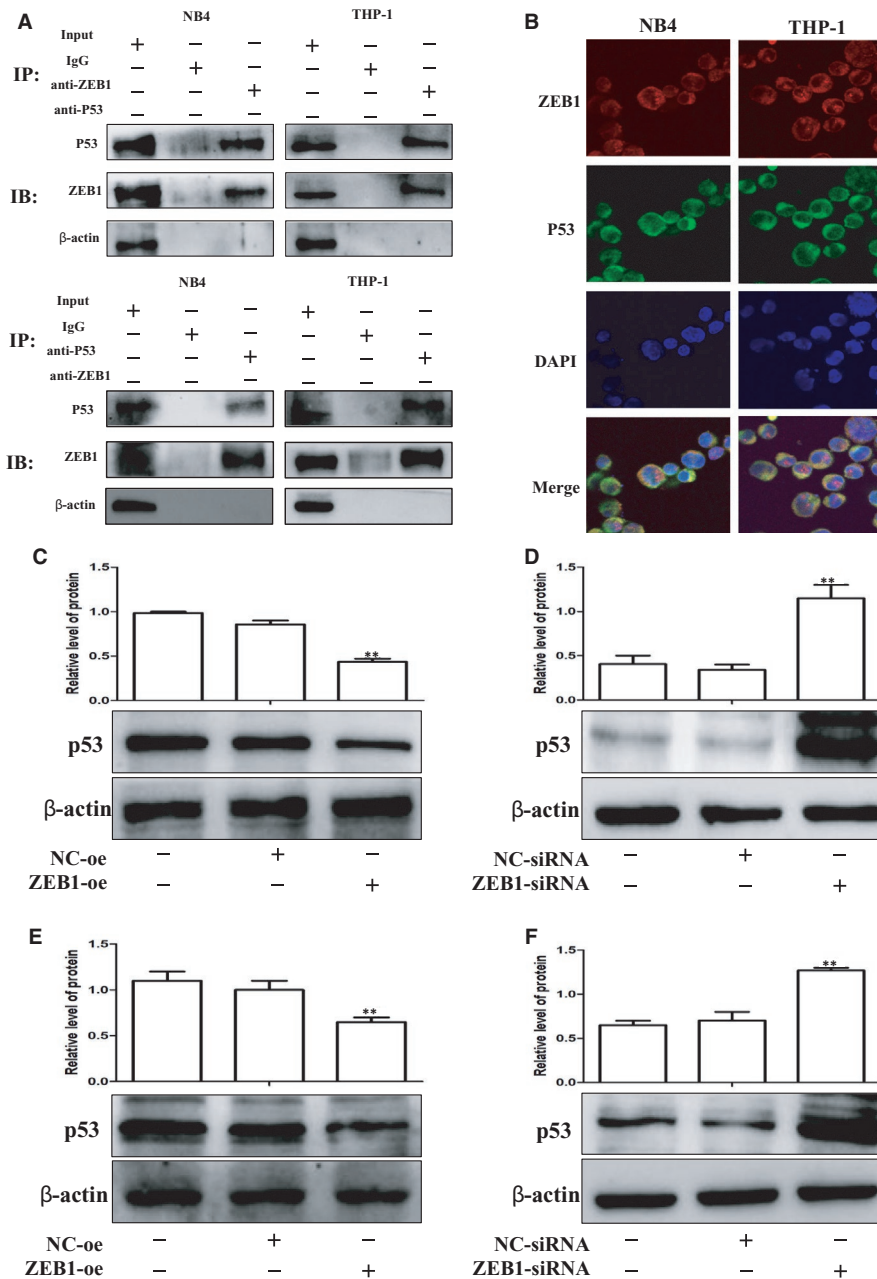 A
NB4 THP-1
Input + – – + – –
IgG – + – – + –
IP: anti-ZEB1 – – + – – +
anti-P53 – – – – – –
P53
IB: ZEB1
β-actin
NB4 THP-1
Input + – – + – –
IgG – + – – + –
IP: anti-P53 – – + – – +
anti-ZEB1 – – – – – –
P53
IB: ZEB1
β-actin
B
NB4 THP-1
ZEB1
P53
DAPI
Merge
C
Relative level of protein
1.5
1.0
0.5
0.0
**
p53
β-actin
NC-oe – + –
ZEB1-oe – – +
D
Relative level of protein
1.5
1.0
0.5
0.0
**
p53
β-actin
NC-siRNA – + –
ZEB1-siRNA – – +
E
Relative level of protein
1.5
1.0
0.5
0.0
**
p53
β-actin
NC-oe – + –
ZEB1-oe – – +
F
Relative level of protein
1.5
1.0
0.5
0.0
**
p53
β-actin
NC-siRNA – + –
ZEB1-siRNA – – +